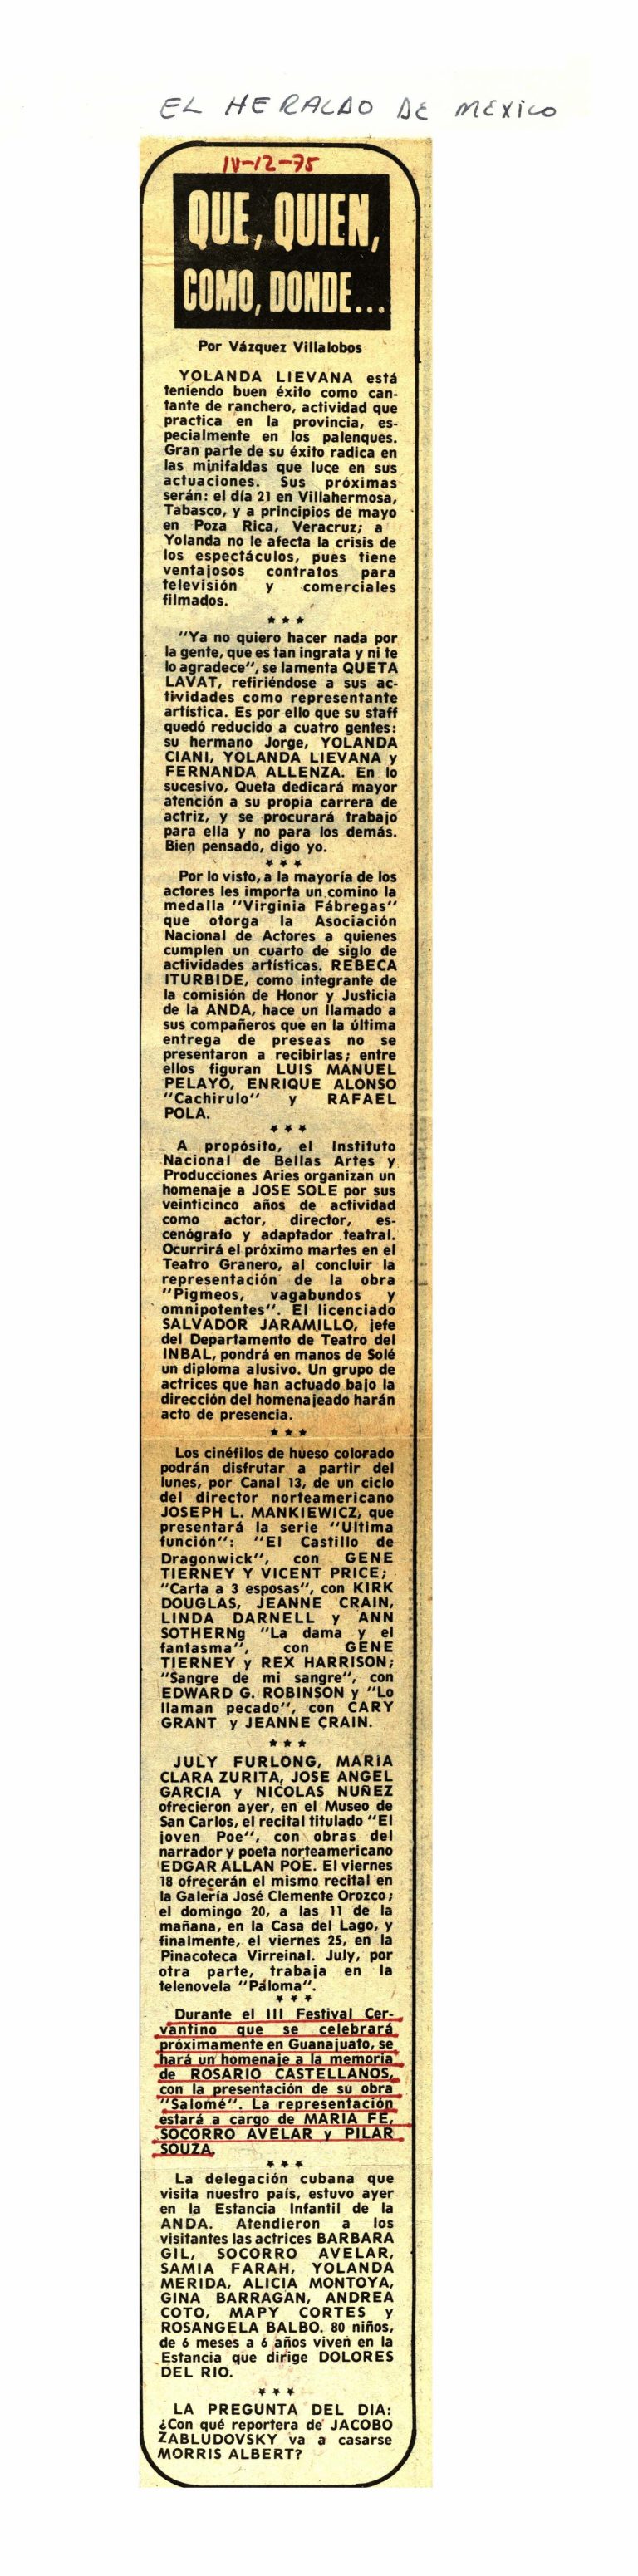 EL HERALDO DE MEXICO
IV-12-75
QUE, QUIEN,
COMO, DONDE...
Por Vázquez Villalobos
YOLANDA LIEVANA está
teniendo buen éxito como can-
tante de ranchero, actividad que
practica en la provincia, es-
pecialmente en los palenques.
Gran parte de su éxito radica en
las minifaldas que luce en sus
actuaciones. Sus próximas
serán: el día 21 en Villahermosa,
Tabasco, y a principios de mayo
en Poza Rica, Veracruz; a
Yolanda no le afecta la crisis de
los espectáculos, pues tiene
ventajosos contratos para
televisión y comerciales
filmados.
★ ★ ★
"Ya no quiero hacer nada por
la gente, que es tan ingrata y ni te
lo agradece", se lamenta QUETA
LAVAT, refiriéndose a sus ac-
tividades como representante
artística. Es por ello que su staff
quedó reducido a cuatro gentes:
su hermano Jorge, YOLANDA
CIANI, YOLANDA LIEVANA y
FERNANDA ALLENZA. En lo
sucesivo, Queta dedicará mayor
atención a su propia carrera de
actriz, y se procurará trabajo
para ella y no para los demás.
Bien pensado, digo yo.
★ ★ ★
Por lo visto, a la mayoría de los
actores les importa un comino la
medalla "Virginia Fábregas"
que otorga la Asociación
Nacional de Actores a quienes
cumplen un cuarto de siglo de
actividades artísticas. REBECA
ITURBIDE, como integrante de
la comisión de Honor y Justicia
de la ANDA, hace un llamado a
sus compañeros que en la última
entrega de preseas no se
presentaron a recibirlas; entre
ellos figuran LUIS MANUEL
PELAYO, ENRIQUE ALONSO
"Cachirulo" y RAFAEL
POLA.
★ ★ ★
A propósito, el Instituto
Nacional de Bellas Artes y
Producciones Aries organizan un
homenaje a JOSE SOLE por sus
veinticinco años de actividad
como actor, director, es-
cenógrafo y adaptador teatral.
Ocurrirá el próximo martes en el
Teatro Granero, al concluir la
representación de la obra
"Pigmeos, vagabundos y
omnipotentes". El licenciado
SALVADOR JARAMILLO, jefe
del Departamento de Teatro del
INBAL, pondrá en manos de Solé
un diploma alusivo. Un grupo de
actrices que han actuado bajo la
dirección del homenajeado harán
acto de presencia.
★ ★ ★
Los cinéfilos de hueso colorado
podrán disfrutar a partir del
lunes, por Canal 13, de un ciclo
del director norteamericano
JOSEPH L. MANKIEWICZ, que
presentará la serie "Ultima
función": "El Castillo de
Dragonwick", con GENE
TIERNEY Y VICENT PRICE;
"Carta a 3 esposas", con KIRK
DOUGLAS, JEANNE CRAIN,
LINDA DARNELL y ANN
SOTHERNg "La dama y el
fantasma", con GENE
TIERNEY y REX HARRISON;
"Sangre de mi sangre", con
EDWARD G. ROBINSON y "Lo
llaman pecado", con CARY
GRANT y JEANNE CRAIN.
★ ★ ★
JULY FURLONG, MARIA
CLARA ZURITA, JOSE ANGEL
GARCIA y NICOLAS NUÑEZ
ofrecieron ayer, en el Museo de
San Carlos, el recital titulado "El
joven Poe", con obras del
narrador y poeta norteamericano
EDGAR ALLAN POE. El viernes
18 ofrecerán el mismo recital en
la Galería José Clemente Orozco;
el domingo 20, a las 11 de la
mañana, en la Casa del Lago, y
finalmente, el viernes 25, en la
Pinacoteca Virreinal. July, por
otra parte, trabaja en la
telenovela "Paloma".
★ ★ ★
Durante el III Festival Cer-
vantino que se celebrará
próximamente en Guanajuato, se
hará un homenaje a la memoria
de ROSARIO CASTELLANOS,
con la presentación de su obra
"Salomé". La representación
estará a cargo de MARIA FE,
SOCORRO AVELAR y PILAR
SOUZA.
★ ★ ★
La delegación cubana que
visita nuestro país, estuvo ayer
en la Estancia Infantil de la
ANDA. Atendieron a los
visitantes las actrices BARBARA
GIL, SOCORRO AVELAR,
SAMIA FARAH, YOLANDA
MERIDA, ALICIA MONTOYA,
GINA BARRAGAN, ANDREA
COTO, MAPY CORTES y
ROSANGELA BALBO. 80 niños,
de 6 meses a 6 años viven en la
Estancia que dirige DOLORES
DEL RIO.
★ ★ ★
LA PREGUNTA DEL DIA:
¿Con qué reportera de JACOBO
ZABLUDOVSKY va a casarse
MORRIS ALBERT?